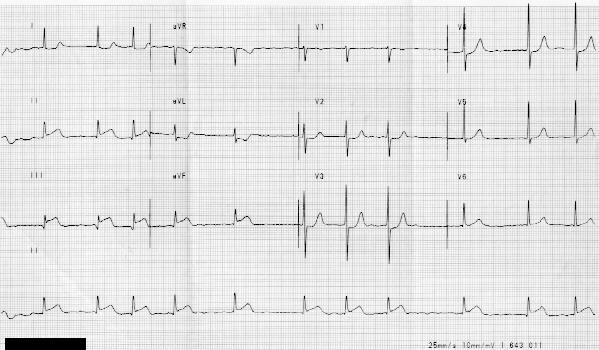 I aVR V1 V4
II aVL V2 V5
III aVF V3 V6
II
25mm/s 10mm/mV 1 643 011